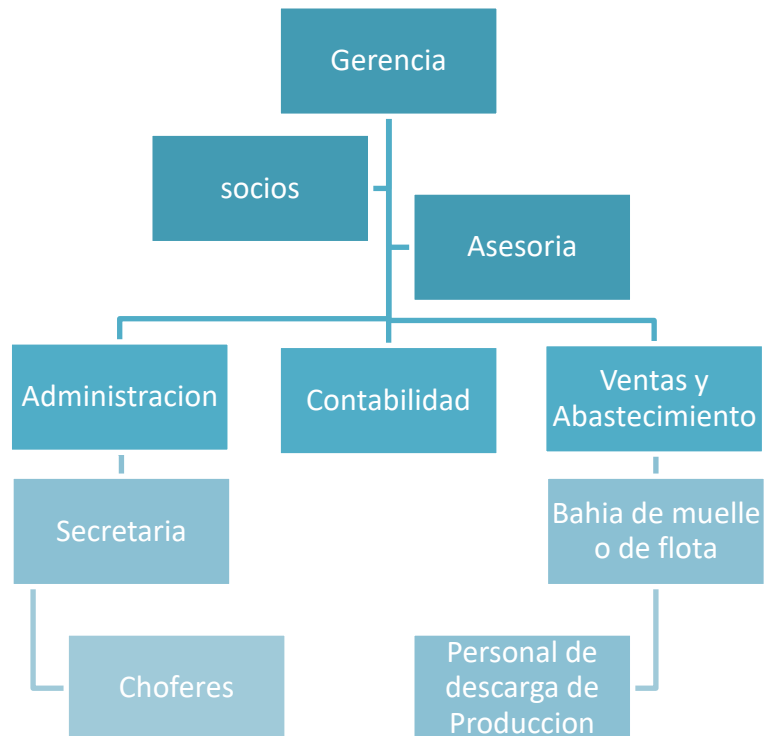 Gerencia
socios
Asesoria
Administracion
Contabilidad
Ventas y
Abastecimiento
Secretaria
Bahia de muelle
o de flota
Choferes
Personal de
descarga de
Produccion